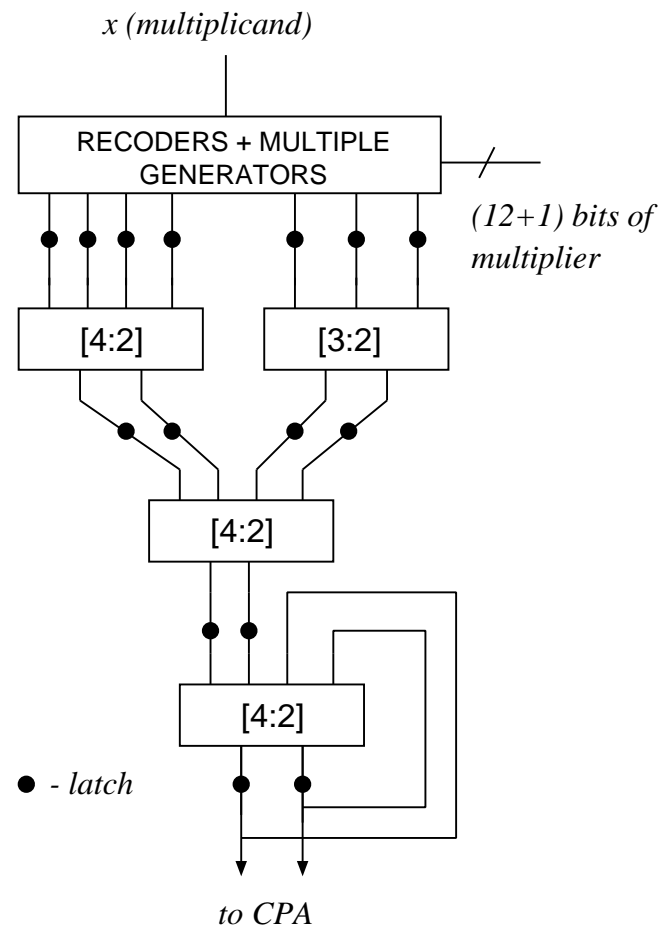 x (multiplicand)
RECODERS + MULTIPLE
GENERATORS
(12+1) bits of
multiplier
[4:2]
[3:2]
[4:2]
[4:2]
- latch
to CPA